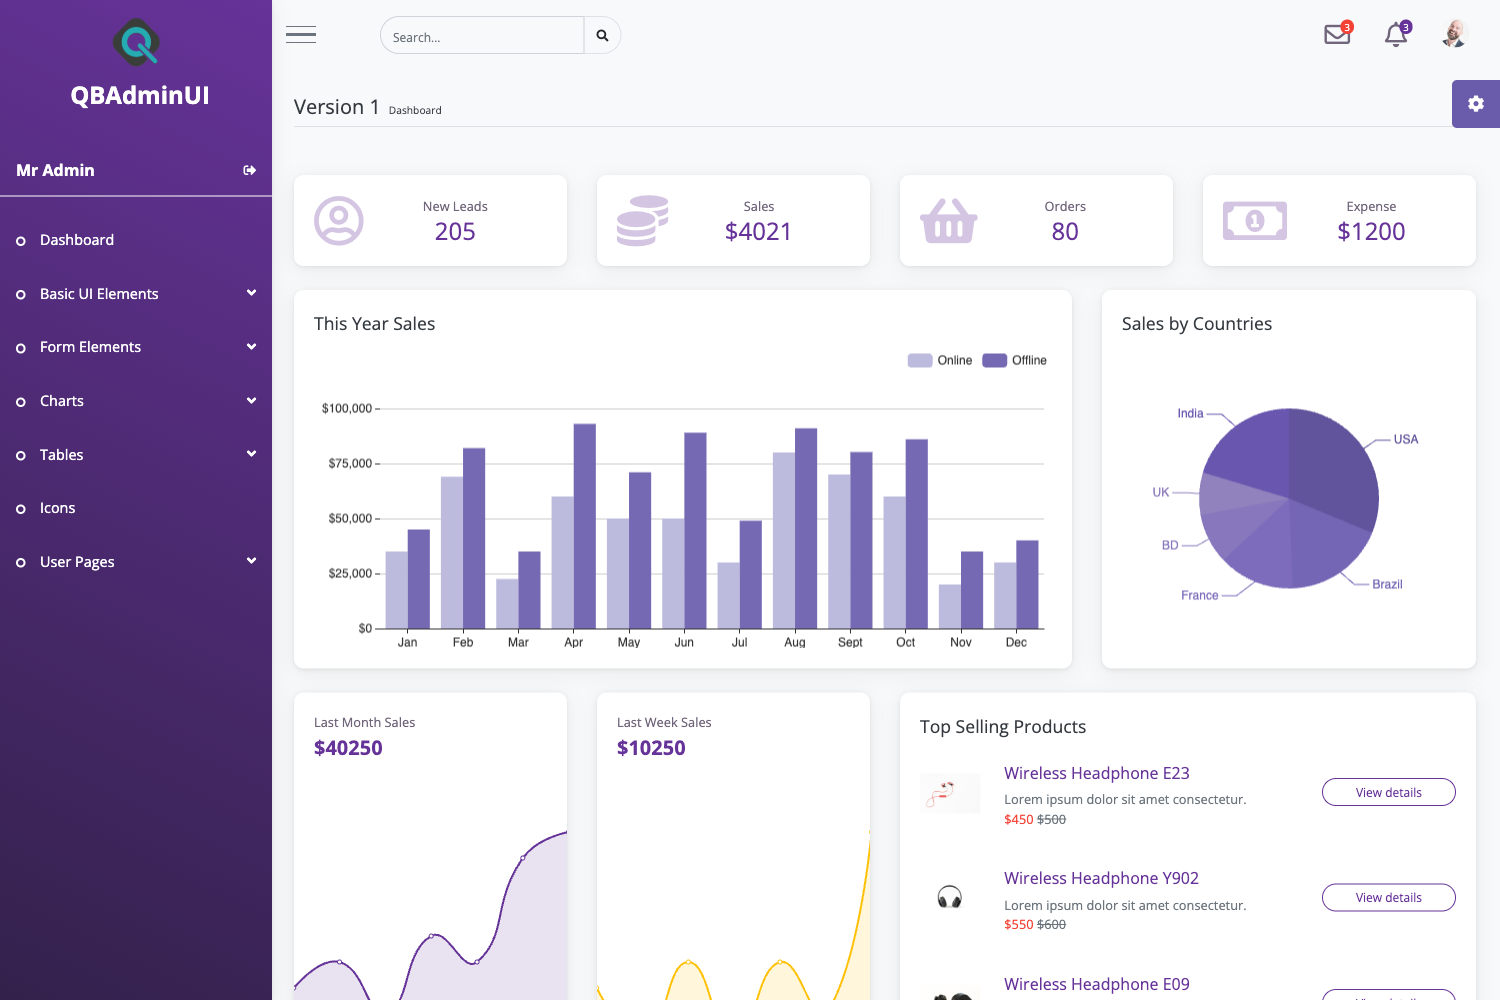 QBAdminUI
Mr Admin
Dashboard
Basic UI Elements
Form Elements
Charts
Tables
Icons
User Pages
Search...
3
3
Version 1 Dashboard
New Leads
205
Sales
$4021
Orders
80
1
Expense
$1200
This Year Sales
Online Offline
$100,000
$75,000
$50,000
$25,000
$0
Jan Feb Mar Apr May Jun Jul Aug Sept Oct Nov Dec
Sales by Countries
India
USA
UK
BD
Brazil
France
Last Month Sales
$40250
Last Week Sales
$10250
Top Selling Products
Wireless Headphone E23
Lorem ipsum dolor sit amet consectetur.
$450 $500
View details
Wireless Headphone Y902
Lorem ipsum dolor sit amet consectetur.
$550 $600
View details
Wireless Headphone E09